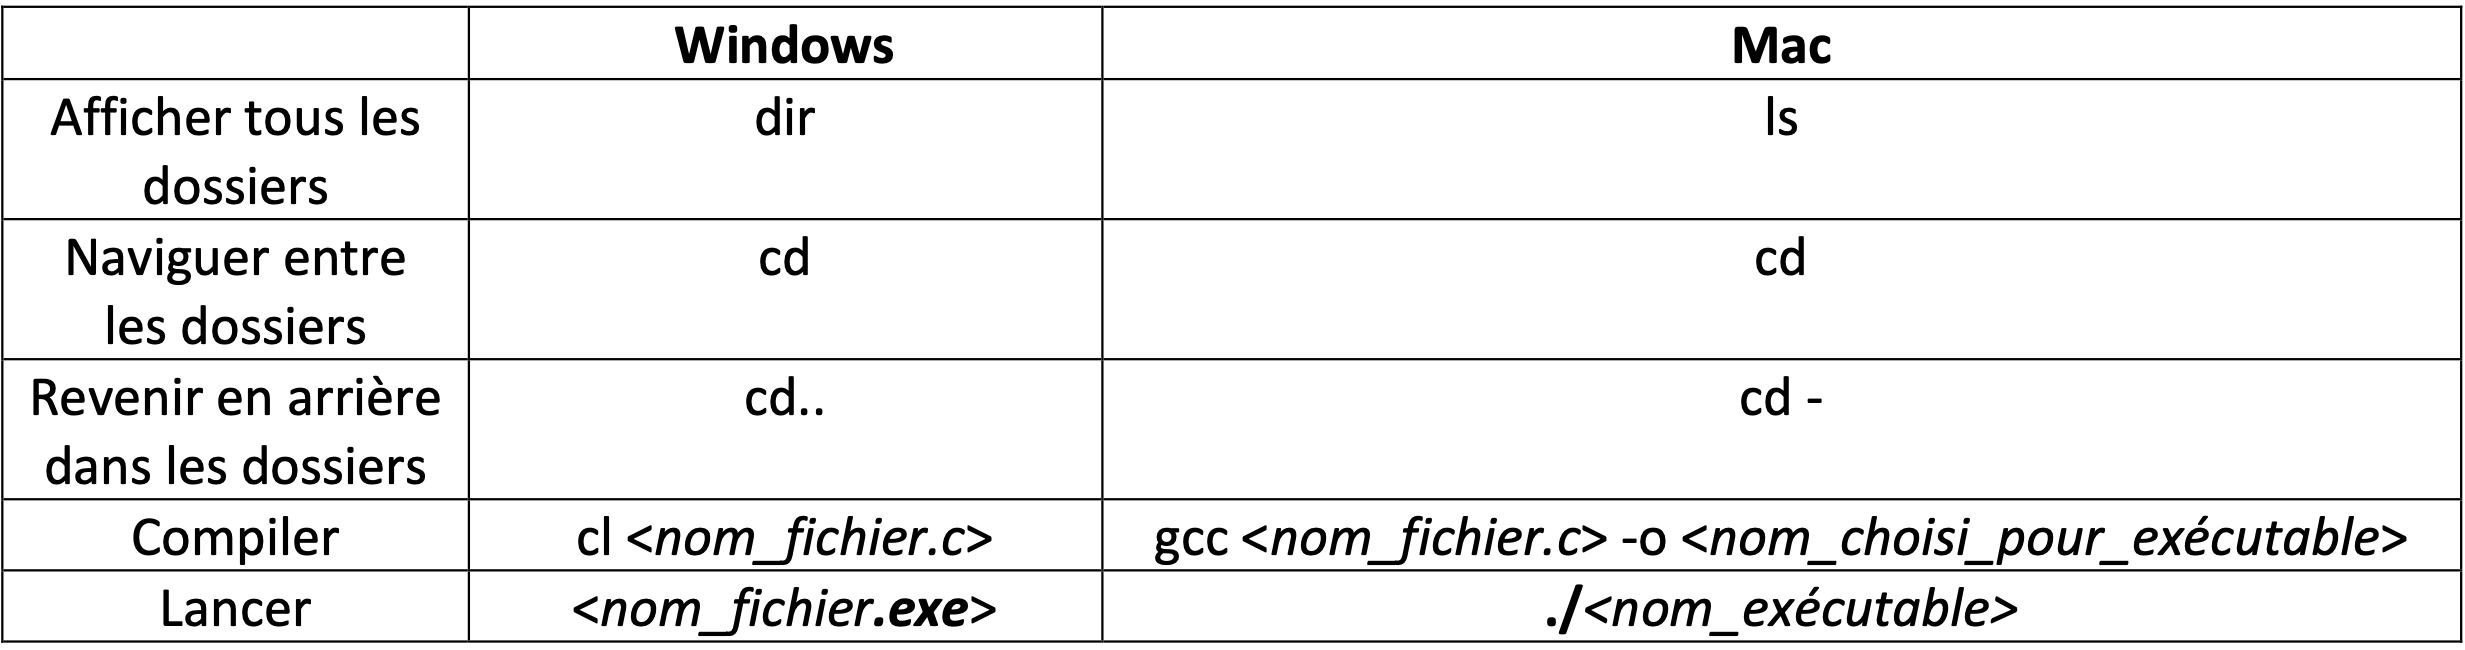 Windows Mac
Afficher tous les dir ls
dossiers
Naviguer entre cd cd
les dossiers
Revenir en arrière cd.. cd -
dans les dossiers
Compiler cl <nom_fichier.c> gcc <nom_fichier.c> -o <nom_choisi_pour_exécutable>
Lancer <nom_fichier.exe> ./<nom_exécutable>